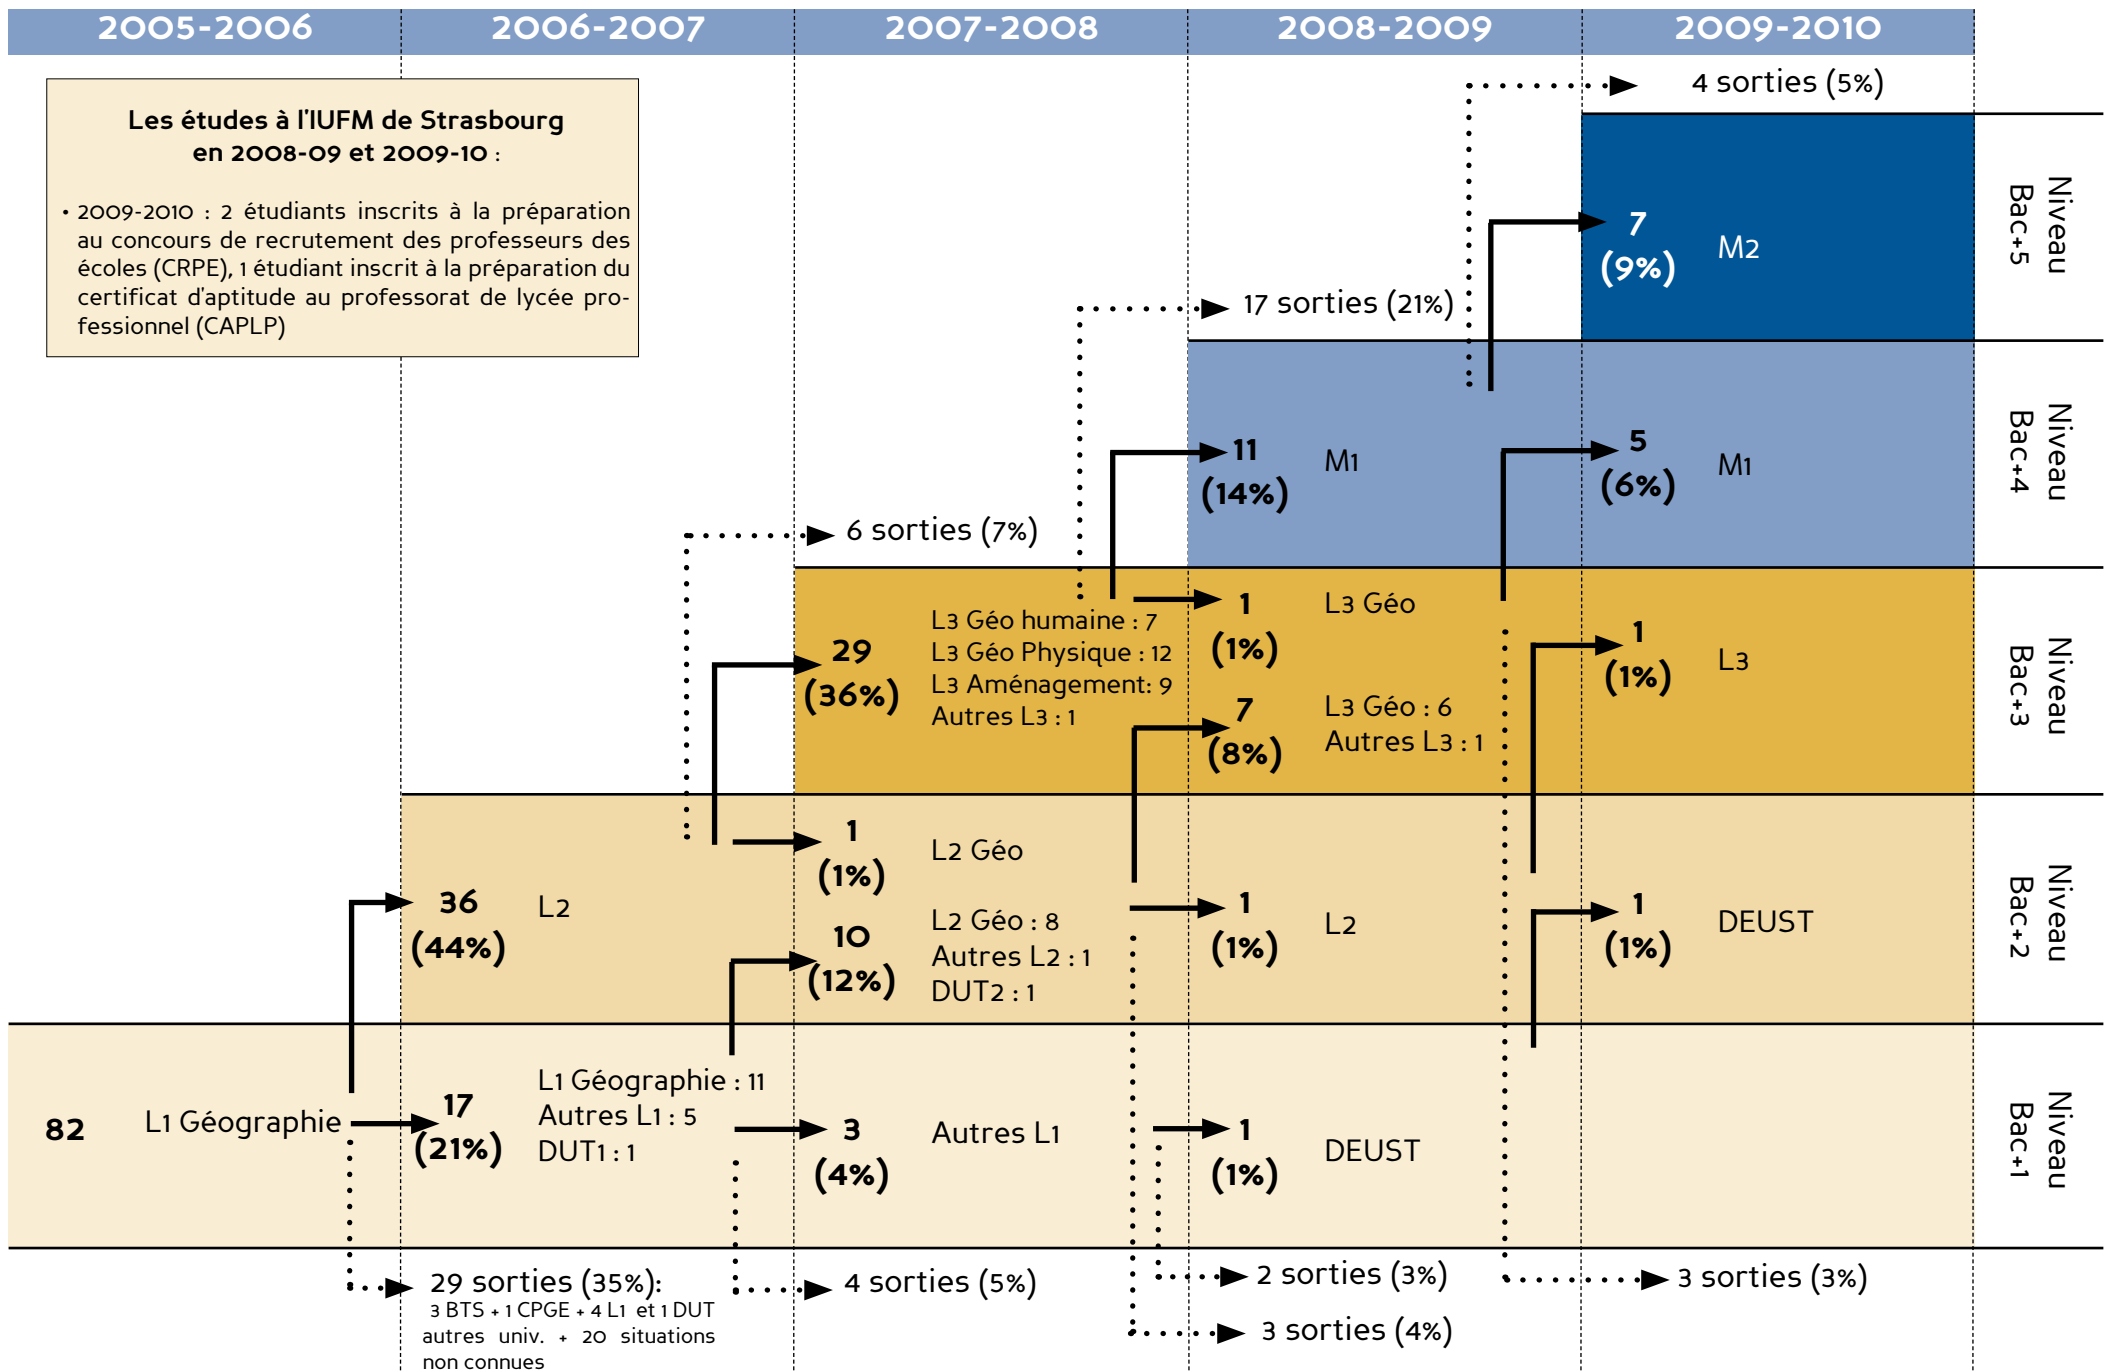 2005-2006
2006-2007
2007-2008
2008-2009
2009-2010
Les études à l'IUFM de Strasbourg
en 2008-09 et 2009-10 :
• 2009-2010 : 2 étudiants inscrits à la préparation
au concours de recrutement des professeurs des
écoles (CRPE), 1 étudiant inscrit à la préparation du
certificat d'aptitude au professorat de lycée pro-
fessionnel (CAPLP)
4 sorties (5%)
7
(9%)
M2
Niveau
Bac+5
17 sorties (21%)
11
(14%)
M1
5
(6%)
M1
Niveau
Bac+4
6 sorties (7%)
29
(36%)
L3 Géo humaine : 7
L3 Géo Physique : 12
L3 Aménagement: 9
Autres L3 : 1
1
(1%)
L3 Géo
7
(8%)
L3 Géo : 6
Autres L3 : 1
1
(1%)
L3
Niveau
Bac+3
36
(44%)
L2
1
(1%)
L2 Géo
10
(12%)
L2 Géo : 8
Autres L2 : 1
DUT2 : 1
1
(1%)
L2
1
(1%)
DEUST
Niveau
Bac+2
82
L1 Géographie
17
(21%)
L1 Géographie : 11
Autres L1 : 5
DUT1 : 1
3
(4%)
Autres L1
1
(1%)
DEUST
Niveau
Bac+1
29 sorties (35%):
3 BTS + 1 CPGE + 4 L1 et 1 DUT
autres univ. + 20 situations
non connues
4 sorties (5%)
2 sorties (3%)
3 sorties (4%)
3 sorties (3%)